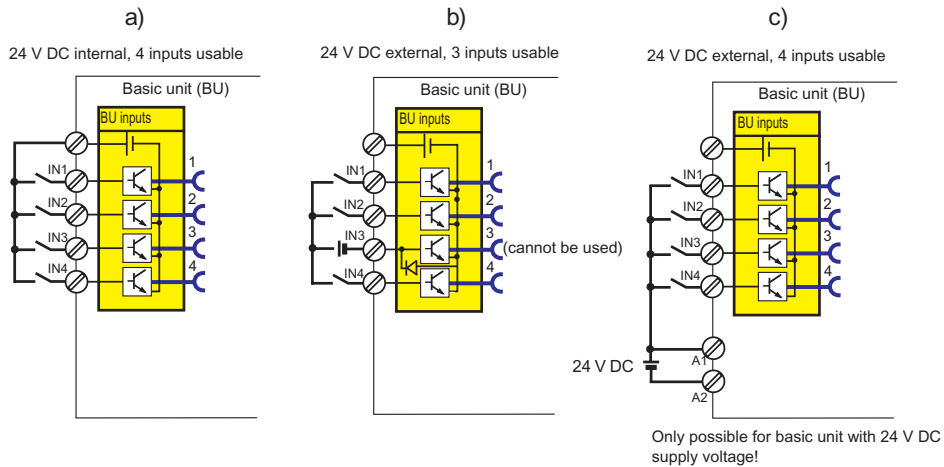 a)
24 V DC internal, 4 inputs usable
Basic unit (BU)
BU inputs
IN1
1
IN2
2
IN3
3
IN4
4
b)
24 V DC external, 3 inputs usable
Basic unit (BU)
BU inputs
IN1
1
IN2
2
IN3
3
(cannot be used)
IN4
4
c)
24 V DC external, 4 inputs usable
Basic unit (BU)
BU inputs
IN1
1
IN2
2
IN3
3
IN4
4
24 V DC
A1
A2
Only possible for basic unit with 24 V DC
supply voltage!